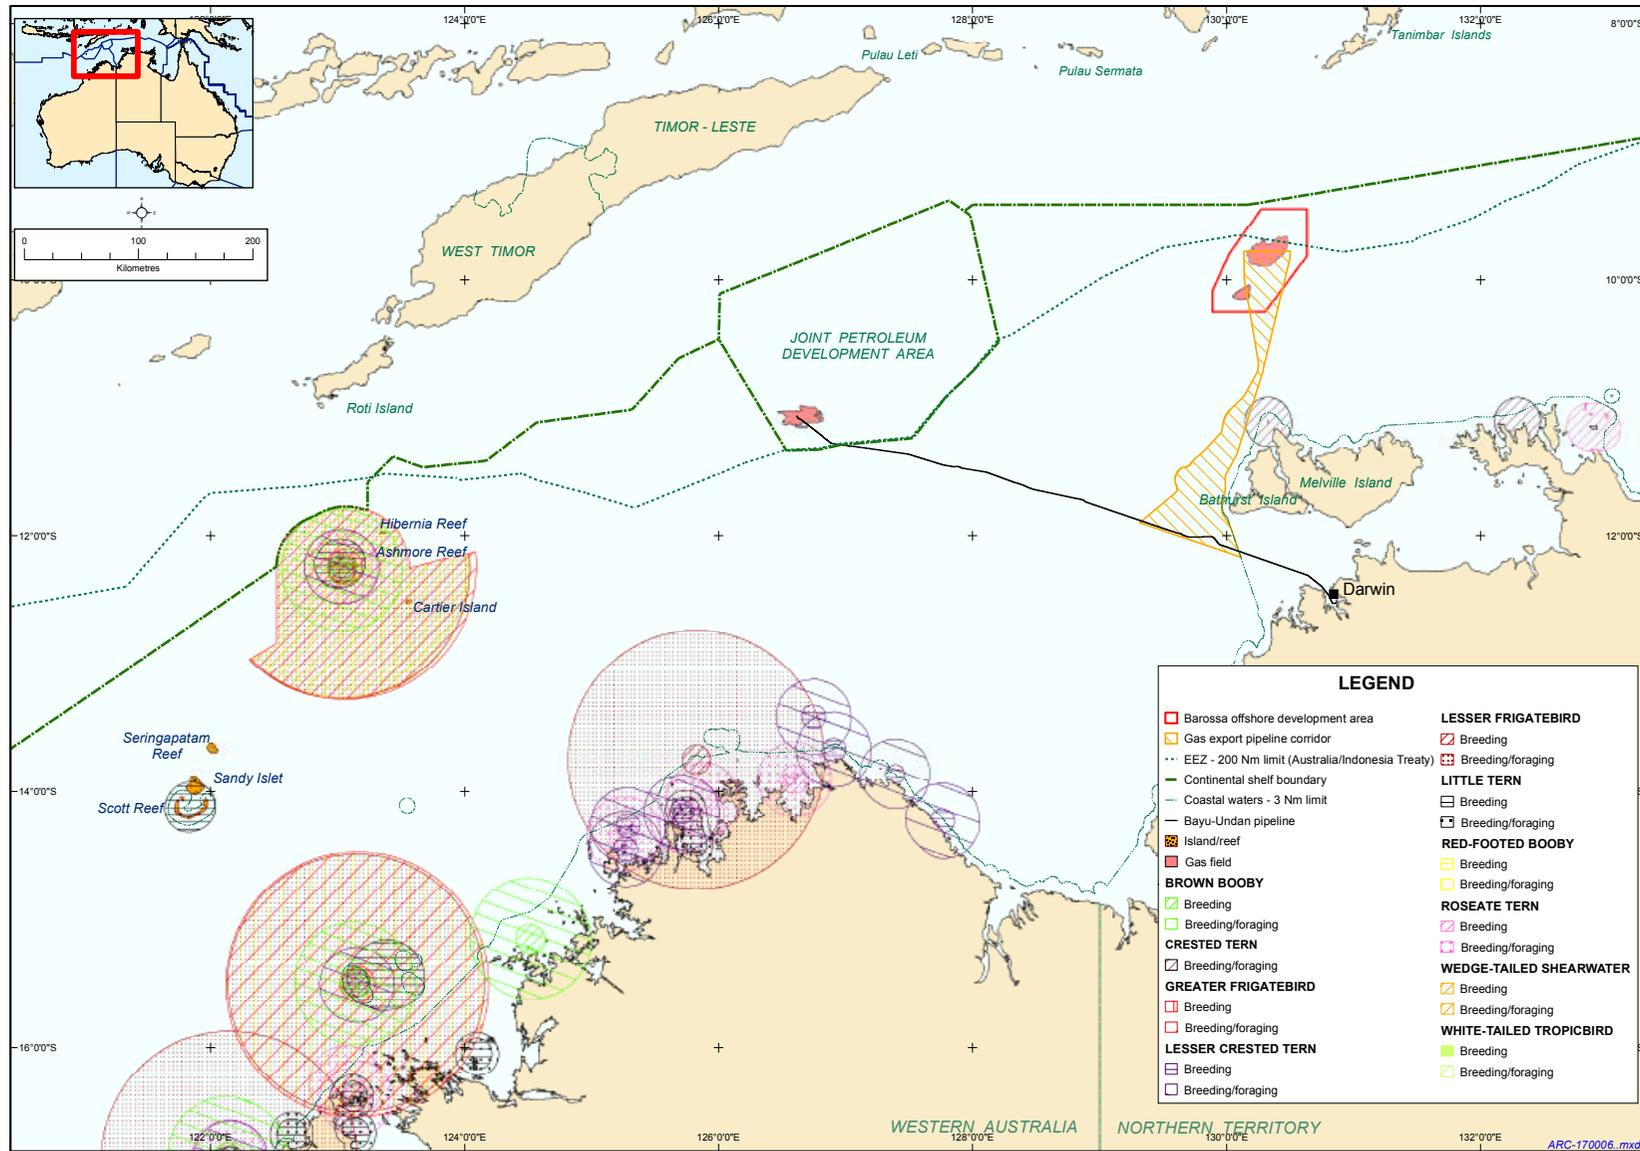 122°0'0"E
124°0'0"E
126°0'0"E
128°0'0"E
130°0'0"E
132°0'0"E
8°0'0"S
Tanimbar Islands
Pulau Leti
Pulau Sermata
TIMOR - LESTE
N
W
E
S
0 100 200
Kilometres
WEST TIMOR
10°0'0"S
10°0'0"S
JOINT PETROLEUM
DEVELOPMENT AREA
Roti Island
Melville Island
Bathurst Island
Hibernia Reef
12°0'0"S
12°0'0"S
Ashmore Reef
Cartier Island
Darwin
Seringapatam
Reef
Sandy Islet
Scott Reef
14°0'0"S
16°0'0"S
LEGEND
Barossa offshore development area
Gas export pipeline corridor
EEZ - 200 Nm limit (Australia/Indonesia Treaty)
Continental shelf boundary
Coastal waters - 3 Nm limit
Bayu-Undan pipeline
Island/reef
Gas field
BROWN BOOBY
Breeding
Breeding/foraging
CRESTED TERN
Breeding/foraging
GREATER FRIGATEBIRD
Breeding
Breeding/foraging
LESSER CRESTED TERN
Breeding
Breeding/foraging
LESSER FRIGATEBIRD
Breeding
Breeding/foraging
LITTLE TERN
Breeding
Breeding/foraging
RED-FOOTED BOOBY
Breeding
Breeding/foraging
ROSEATE TERN
Breeding
Breeding/foraging
WEDGE-TAILED SHEARWATER
Breeding
Breeding/foraging
WHITE-TAILED TROPICBIRD
Breeding
Breeding/foraging
WESTERN AUSTRALIA
NORTHERN TERRITORY
122°0'0"E
124°0'0"E
126°0'0"E
128°0'0"E
130°0'0"E
132°0'0"E
ARC-170006..mxd